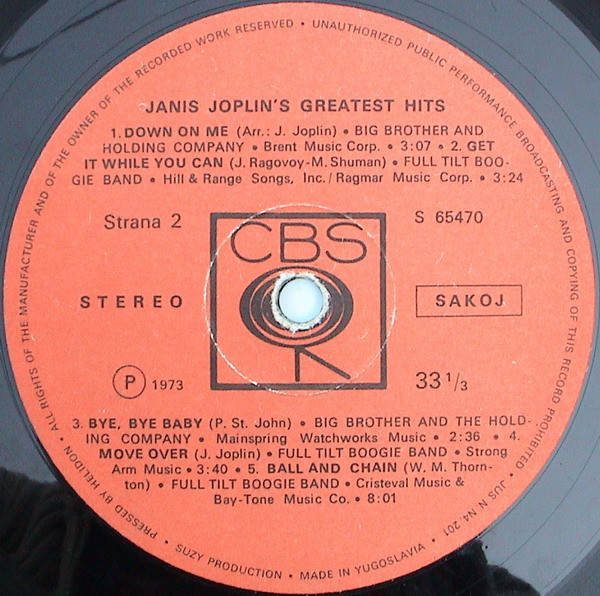 ALL RIGHTS OF THE MANUFACTURER AND OF THE OWNER OF THE RECORDED WORK RESERVED • UNAUTHORIZED PUBLIC PERFORMANCE BROADCASTING AND COPYING OF THIS RECORD PROHIBITED
JANIS JOPLIN'S GREATEST HITS
1. DOWN ON ME (Arr.: J. Joplin) • BIG BROTHER AND
HOLDING COMPANY • Brent Music Corp. • 3:07 • 2. GET
IT WHILE YOU CAN (J. Ragovoy-M. Shuman) • FULL TILT BOO-
GIE BAND • Hill & Range Songs, Inc./Ragmar Music Corp. • 3:24
Strana 2
S 65470
CBS
STEREO
SAKOJ
P 1973
33 1/3
3. BYE, BYE BABY (P. St. John) • BIG BROTHER AND THE HOLD-
ING COMPANY • Mainspring Watchworks Music • 2:36 • 4.
MOVE OVER (J. Joplin) • FULL TILT BOOGIE BAND • Strong
Arm Music • 3:40 • 5. BALL AND CHAIN (W. M. Thorn-
ton) • FULL TILT BOOGIE BAND • Cristeval Music &
Bay-Tone Music Co. • 8:01
PRESSED BY HELIDON • SUZY PRODUCTION • MADE IN YUGOSLAVIA • JUS N N4 201